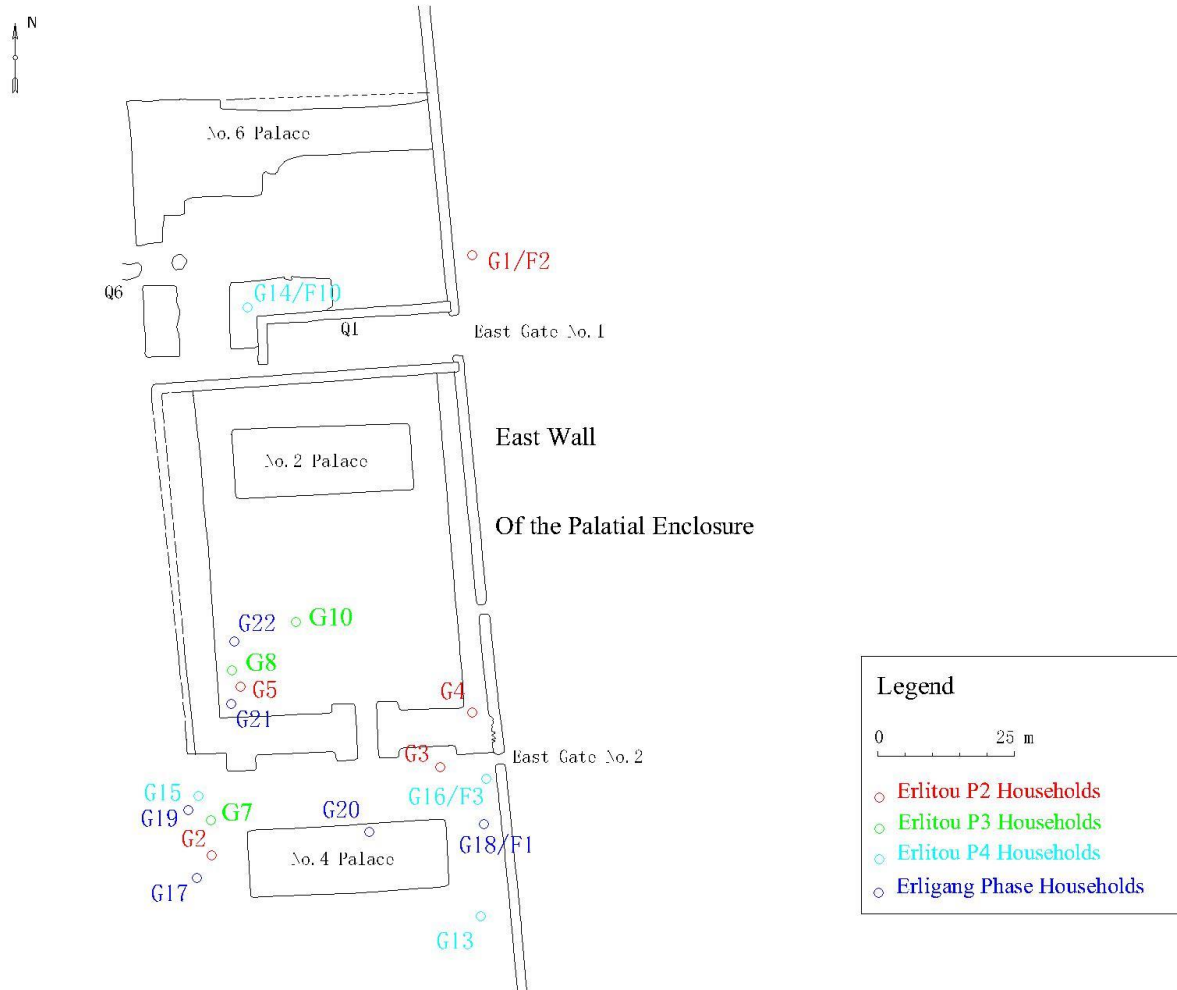 N
No.6 Palace
G1/F2
Q6
G14/F10
Q1
East Gate No.1
East Wall
No.2 Palace
Of the Palatial Enclosure
G10
G22
G8
G5
G4
G21
G3
East Gate No.2
G15
G16/F3
G19
G7
G20
G2
G18/F1
No.4 Palace
G17
G13
Legend
0 25 m
Erlitou P2 Households
Erlitou P3 Households
Erlitou P4 Households
Erligang Phase Households